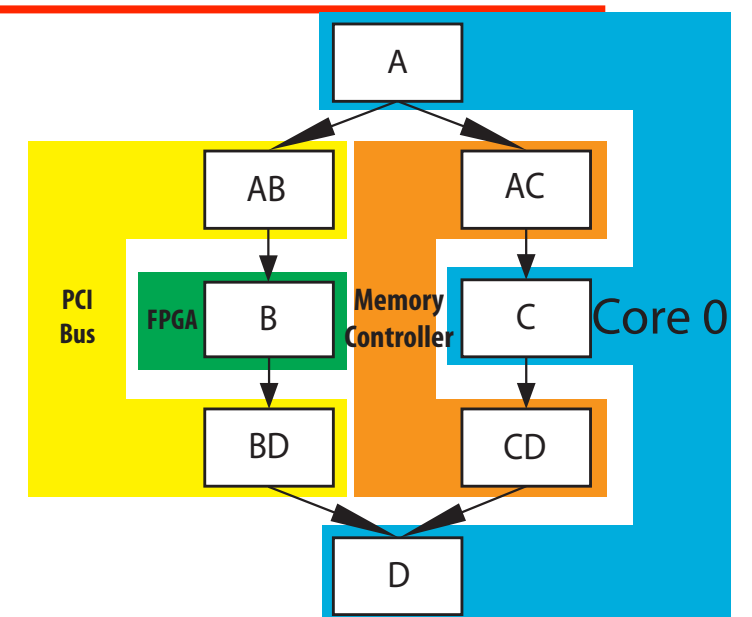 A
AB
AC
PCI
Bus
FPGA
B
Memory
Controller
C
Core 0
BD
CD
D